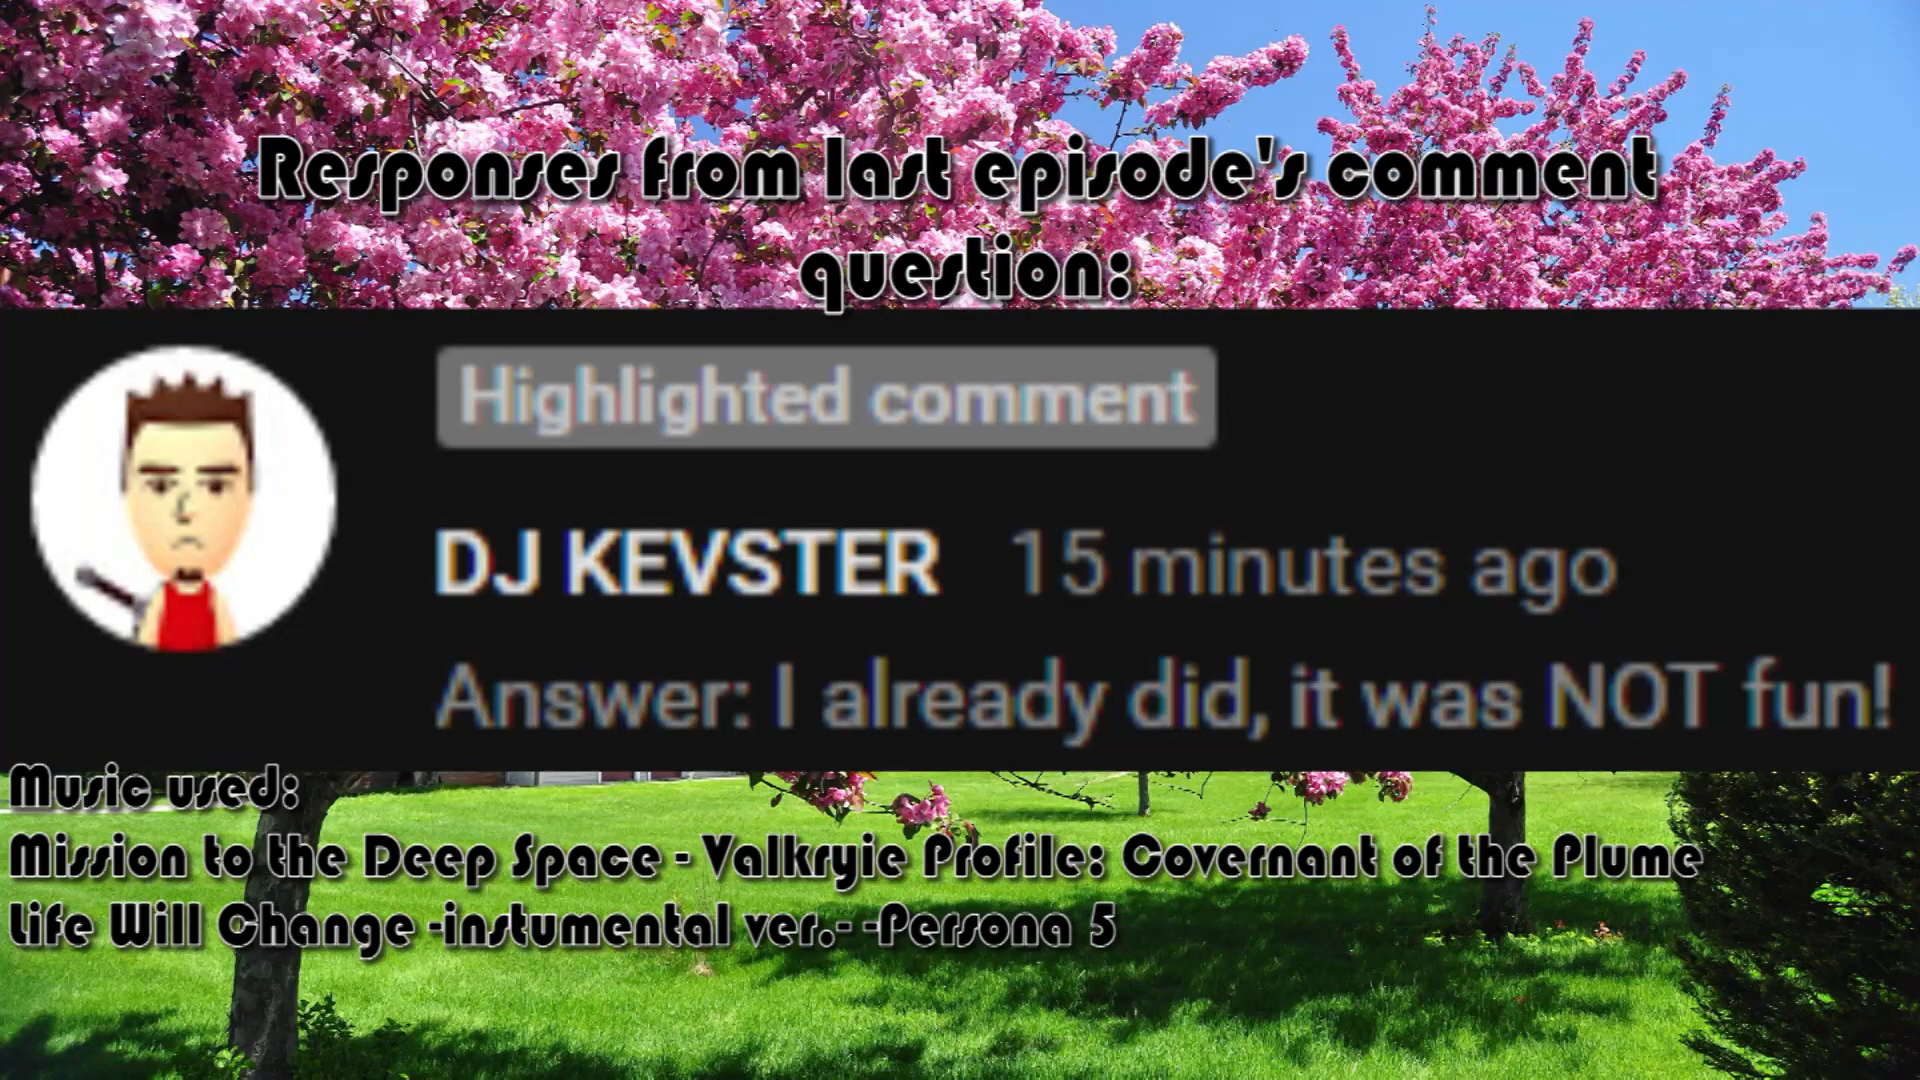 Responses from last episode's comment
question:
Highlighted comment
DJ KEVSTER 15 minutes ago
Answer: I already did, it was NOT fun!
Music used:
Mission to the Deep Space - Valkryie Profile: Covernant of the Plume
Life Will Change -instumental ver.- -Persona 5